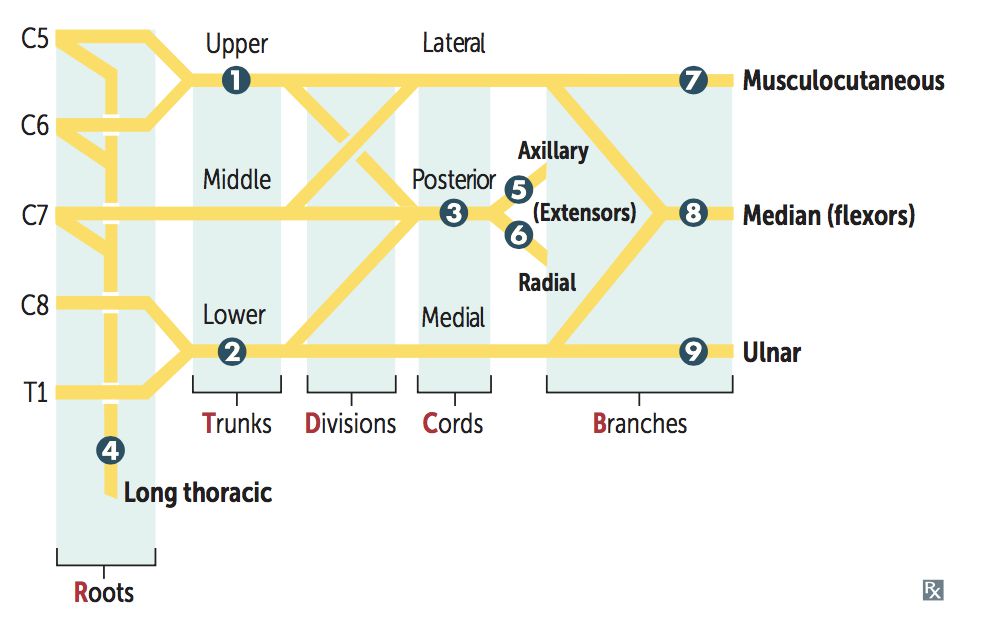 C5
Upper
Lateral
1
7
Musculocutaneous
C6
Axillary
Middle
Posterior
5
C7
3
(Extensors)
8
Median (flexors)
6
Radial
C8
Lower
Medial
2
9
Ulnar
T1
Trunks
Divisions
Cords
Branches
4
Long thoracic
Roots
Rx